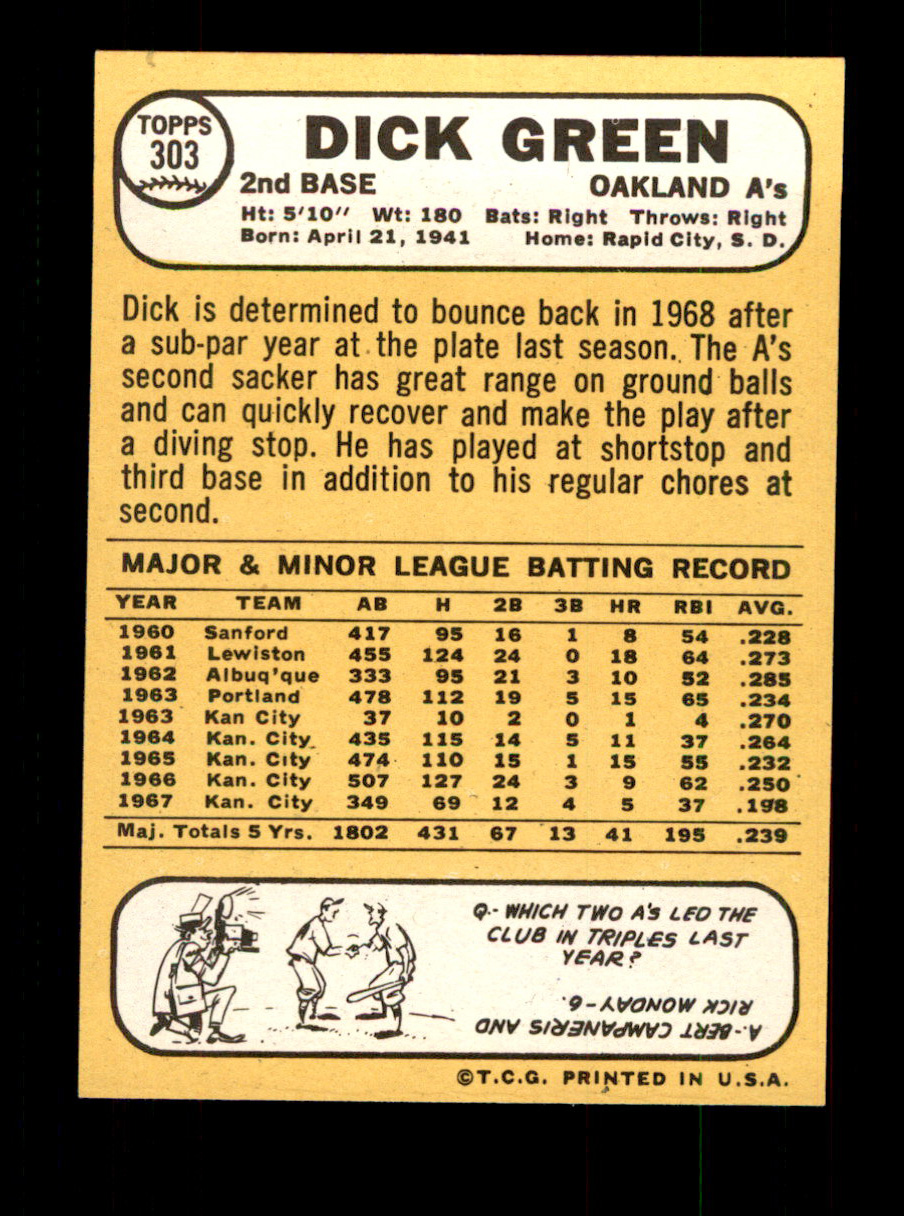 TOPPS
303
DICK GREEN
2nd BASE OAKLAND A's
Ht: 5'10" Wt: 180 Bats: Right Throws: Right
Born: April 21, 1941 Home: Rapid City, S. D.
Dick is determined to bounce back in 1968 after
a sub-par year at the plate last season. The A's
second sacker has great range on ground balls
and can quickly recover and make the play after
a diving stop. He has played at shortstop and
third base in addition to his regular chores at
second.
MAJOR & MINOR LEAGUE BATTING RECORD
YEAR TEAM AB H 2B 3B HR RBI AVG.
1960 Sanford 417 95 16 1 8 54 .228
1961 Lewiston 455 124 24 0 18 64 .273
1962 Albuq'que 333 95 21 3 10 52 .285
1963 Portland 478 112 19 5 15 65 .234
1963 Kan City 37 10 2 0 1 4 .270
1964 Kan. City 435 115 14 5 11 37 .264
1965 Kan. City 474 110 15 1 15 55 .232
1966 Kan. City 507 127 24 3 9 62 .250
1967 Kan. City 349 69 12 4 5 37 .198
Maj. Totals 5 Yrs. 1802 431 67 13 41 195 .239
Q.- WHICH TWO A'S LED THE
CLUB IN TRIPLES LAST
YEAR?
A.- BERT CAMPANERIS AND
RICK MONDAY-6.
©T.C.G. PRINTED IN U.S.A.